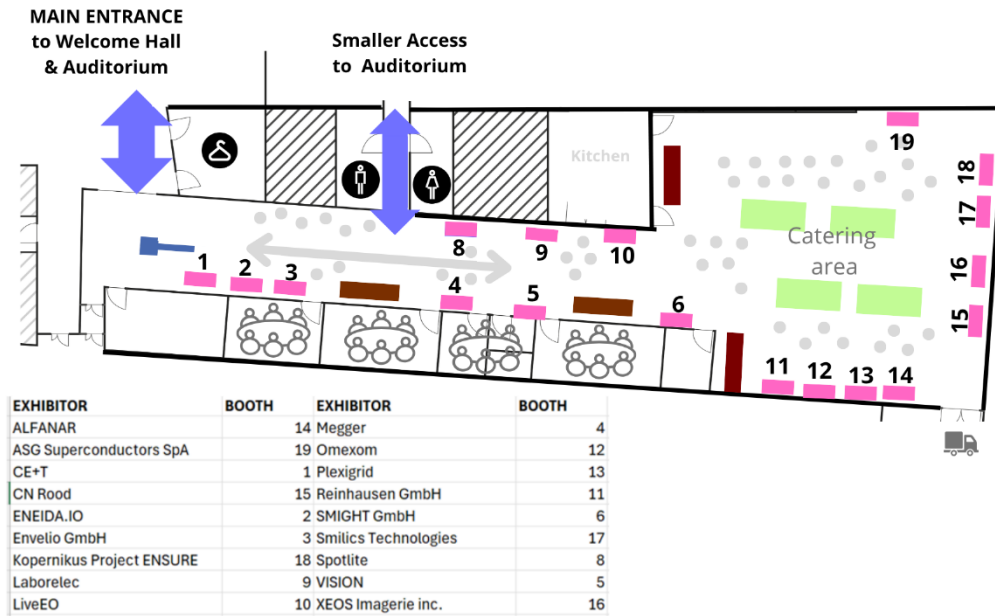 MAIN ENTRANCE
to Welcome Hall
& Auditorium
Smaller Access
to Auditorium
Kitchen
19
18
17
16
15
Catering
area
8
9
10
1
2
3
4
5
6
11
12
13
14
EXHIBITOR BOOTH EXHIBITOR BOOTH
ALFANAR 14 Megger 4
ASG Superconductors SpA 19 Omexom 12
CE+T 1 Plexigrid 13
CN Rood 15 Reinhausen GmbH 11
ENEIDA.IO 2 SMIGHT GmbH 6
Envelio GmbH 3 Smilics Technologies 17
Kopernikus Project ENSURE 18 Spotlite 8
Laborelec 9 VISION 5
LiveEO 10 XEOS Imagerie inc. 16